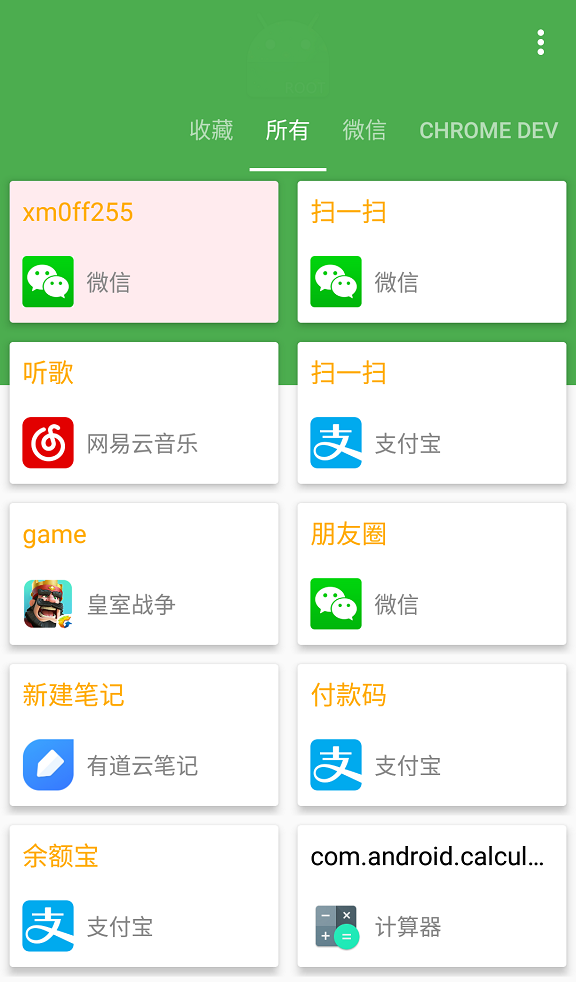 收藏 所有 微信 CHROME DEV
xm0ff255
微信
扫一扫
微信
听歌
网易云音乐
扫一扫
支付宝
game
皇室战争
朋友圈
微信
新建笔记
有道云笔记
付款码
支付宝
余额宝
支付宝
com.android.calcul...
计算器